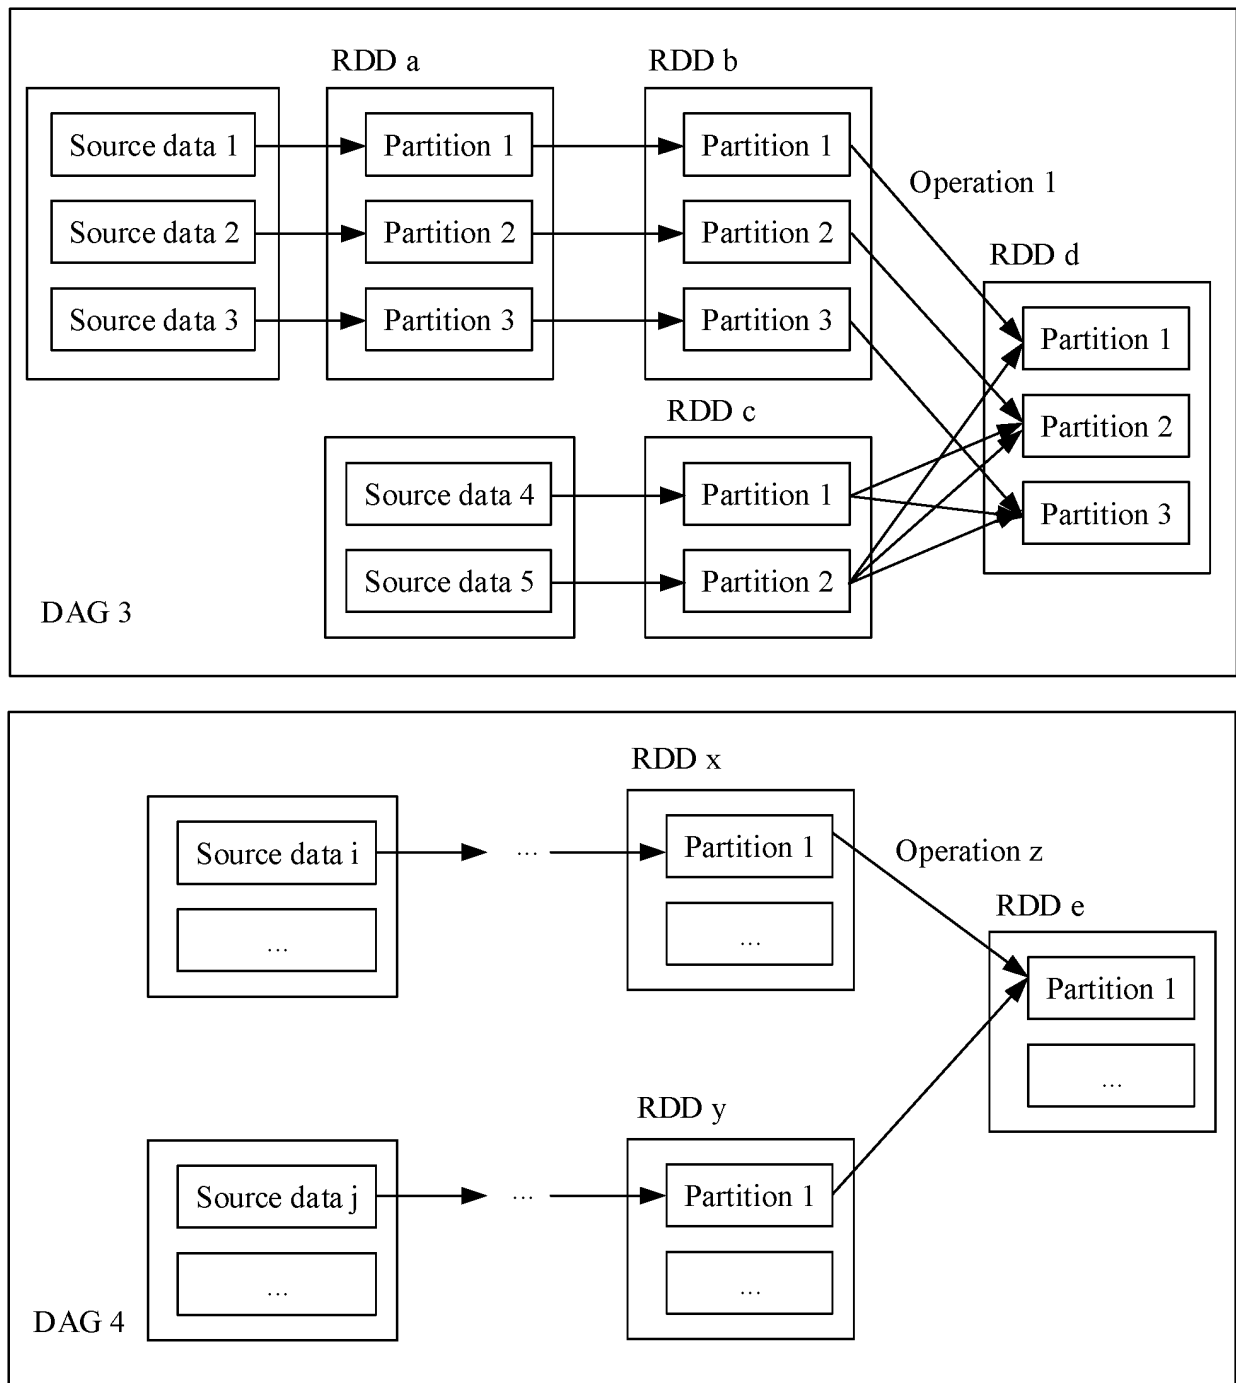 RDD a
RDD b
Source data 1
Partition 1
Partition 1
Operation 1
Source data 2
Partition 2
Partition 2
RDD d
Source data 3
Partition 3
Partition 3
Partition 1
RDD c
Partition 2
Source data 4
Partition 1
Partition 3
Source data 5
Partition 2
DAG 3
RDD x
Source data i
...
Partition 1
Operation z
...
...
RDD e
Partition 1
...
RDD y
Source data j
...
Partition 1
...
...
DAG 4